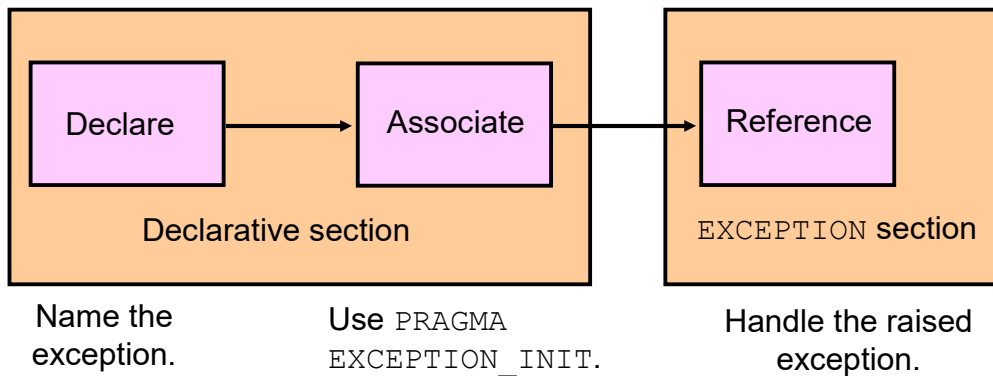 Declare
Associate
Reference
Declarative section
EXCEPTION section
Name the
exception.
Use PRAGMA
EXCEPTION_INIT.
Handle the raised
exception.